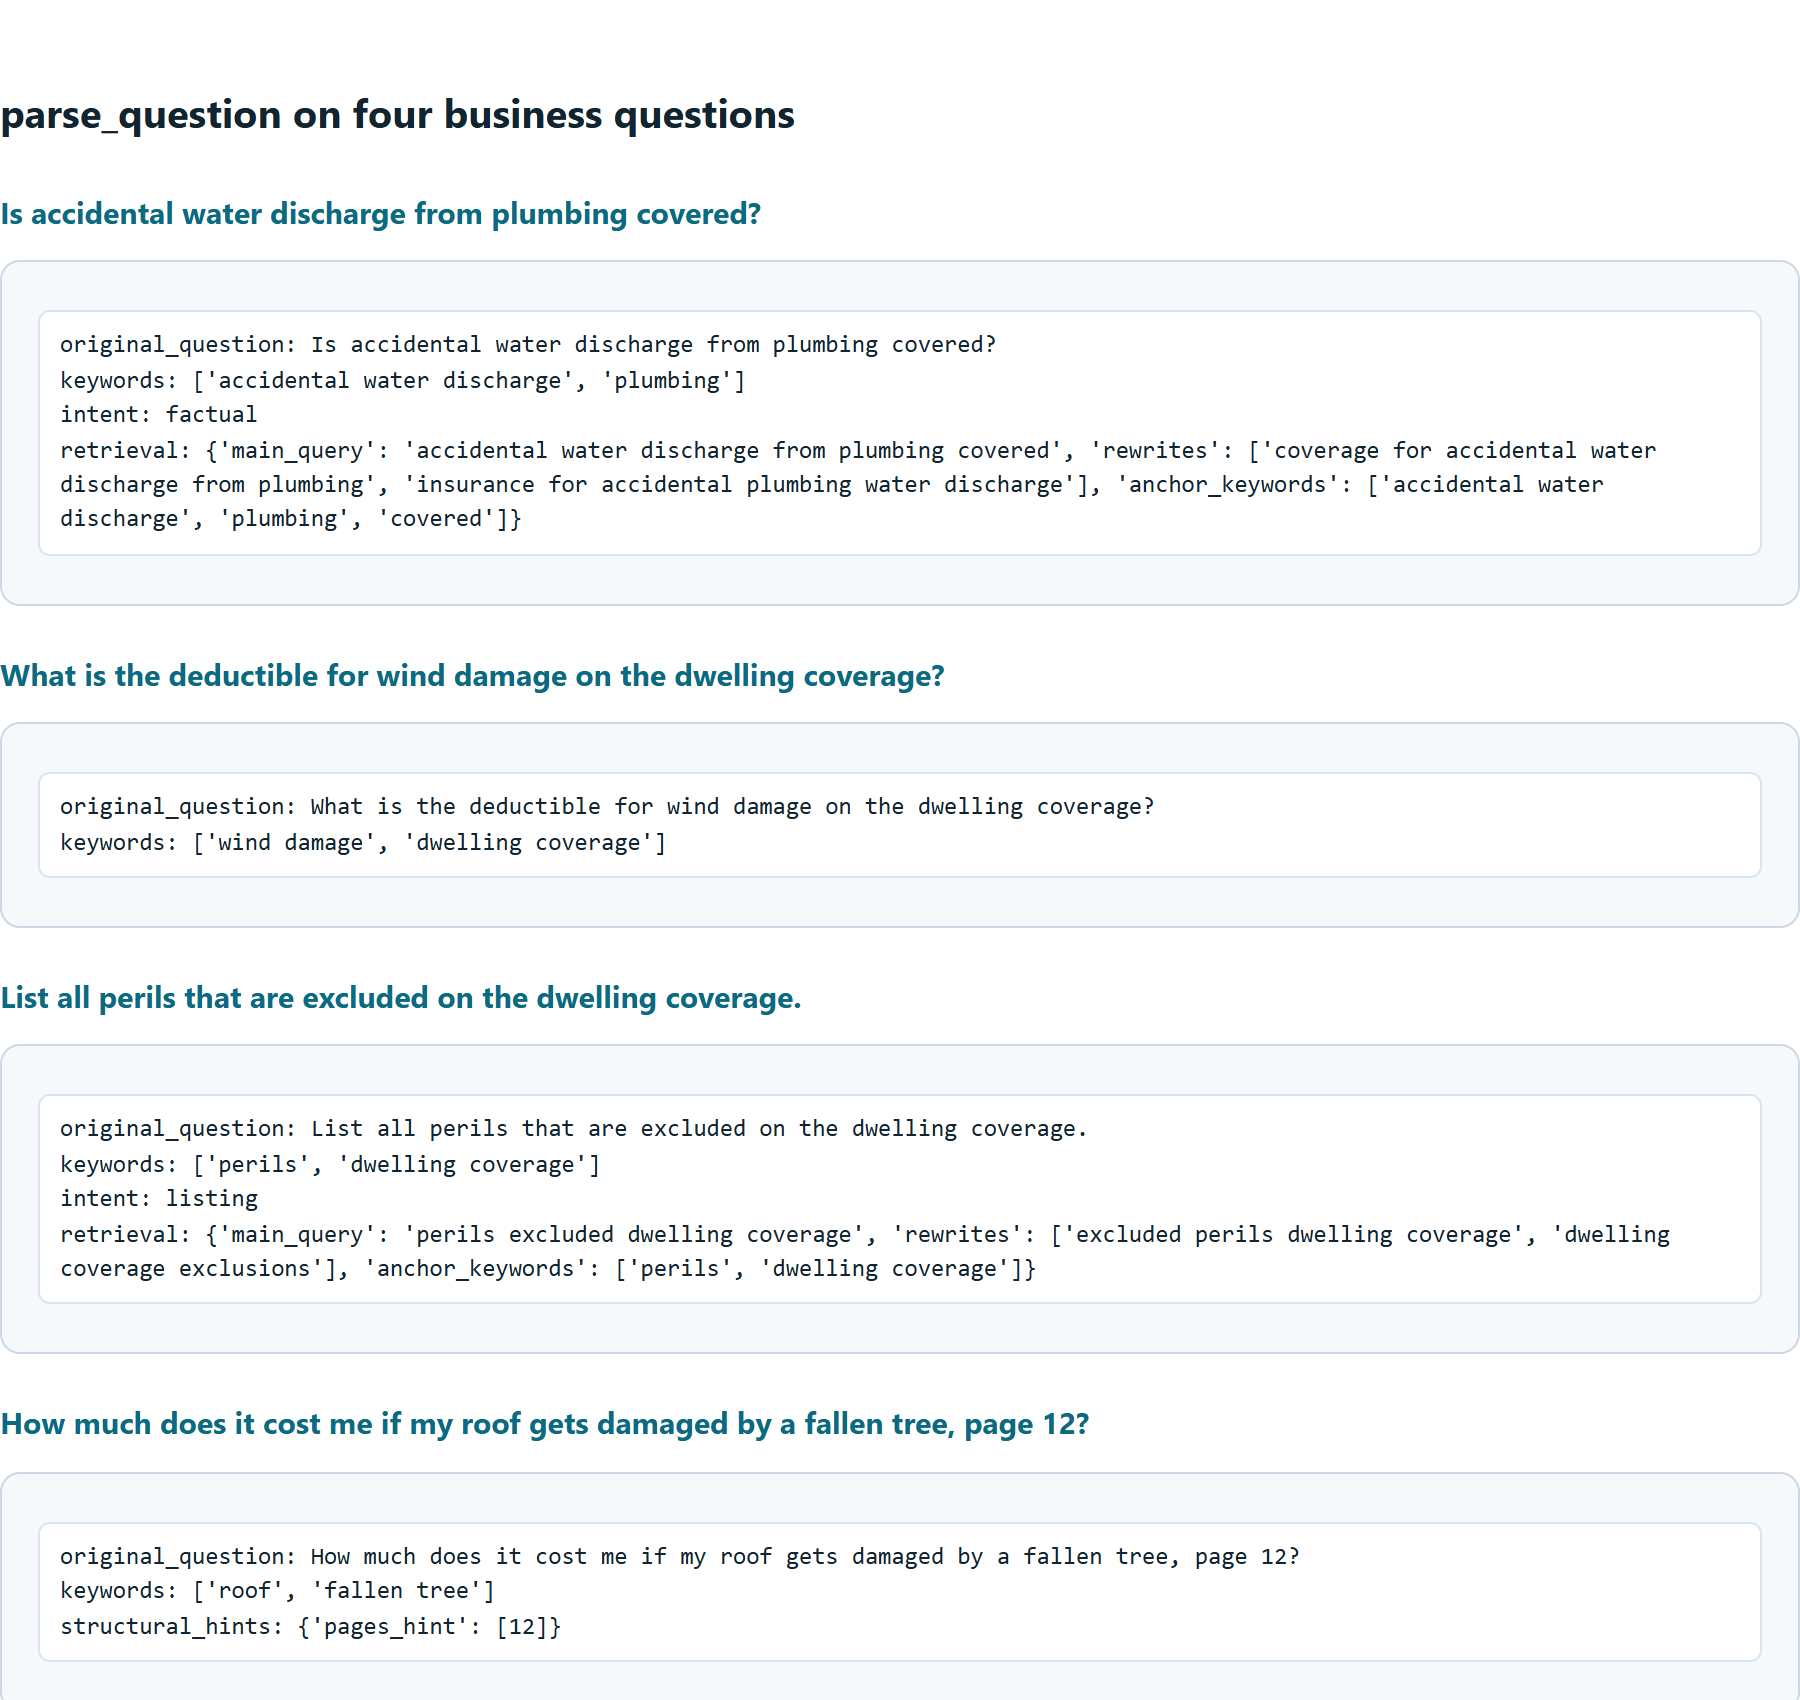 parse_question on four business questions
Is accidental water discharge from plumbing covered?
original_question: Is accidental water discharge from plumbing covered?
keywords: ['accidental water discharge', 'plumbing']
intent: factual
retrieval: {'main_query': 'accidental water discharge from plumbing covered', 'rewrites': ['coverage for accidental water
discharge from plumbing', 'insurance for accidental plumbing water discharge'], 'anchor_keywords': ['accidental water
discharge', 'plumbing', 'covered']}
What is the deductible for wind damage on the dwelling coverage?
original_question: What is the deductible for wind damage on the dwelling coverage?
keywords: ['wind damage', 'dwelling coverage']
List all perils that are excluded on the dwelling coverage.
original_question: List all perils that are excluded on the dwelling coverage.
keywords: ['perils', 'dwelling coverage']
intent: listing
retrieval: {'main_query': 'perils excluded dwelling coverage', 'rewrites': ['excluded perils dwelling coverage', 'dwelling
coverage exclusions'], 'anchor_keywords': ['perils', 'dwelling coverage']}
How much does it cost me if my roof gets damaged by a fallen tree, page 12?
original_question: How much does it cost me if my roof gets damaged by a fallen tree, page 12?
keywords: ['roof', 'fallen tree']
structural_hints: {'pages_hint': [12]}